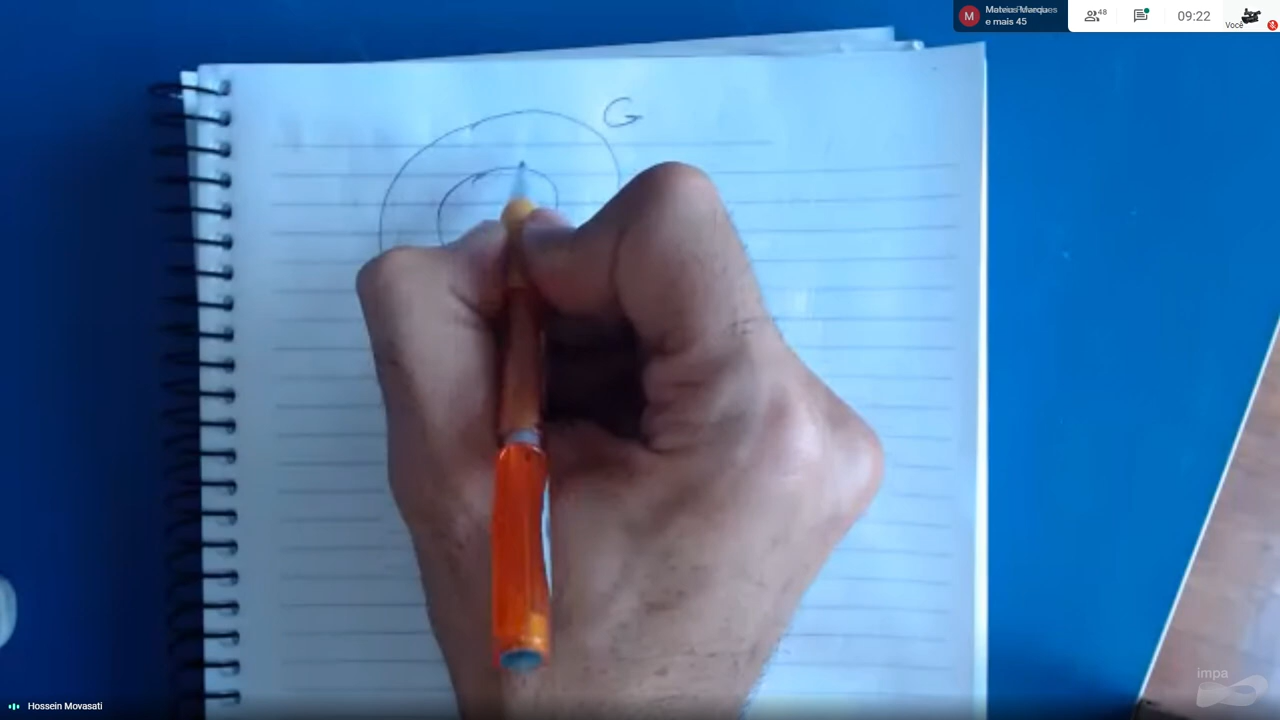 Mateus Marques
e mais 45
48
09:22
Você
G
impa
Hossein Movasati